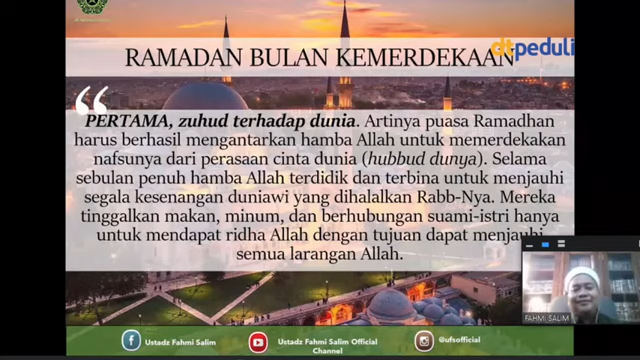 RAMADAN BULAN KEMERDEKAAN
dtpeduli
“
PERTAMA, zuhud terhadap dunia. Artinya puasa Ramadhan
harus berhasil mengantarkan hamba Allah untuk memerdekakan
nafsunya dari perasaan cinta dunia (hubbud dunya). Selama
sebulan penuh hamba Allah terdidik dan terbina untuk menjauhi
segala kesenangan duniawi yang dihalalkan Rabb-Nya. Mereka
tinggalkan makan, minum, dan berhubungan suami-istri hanya
untuk mendapat ridha Allah dengan tujuan dapat menjauhi
semua larangan Allah.
FAHMI SALIM
Ustadz Fahmi Salim
Ustadz Fahmi Salim Official
Channel
@ufsofficial